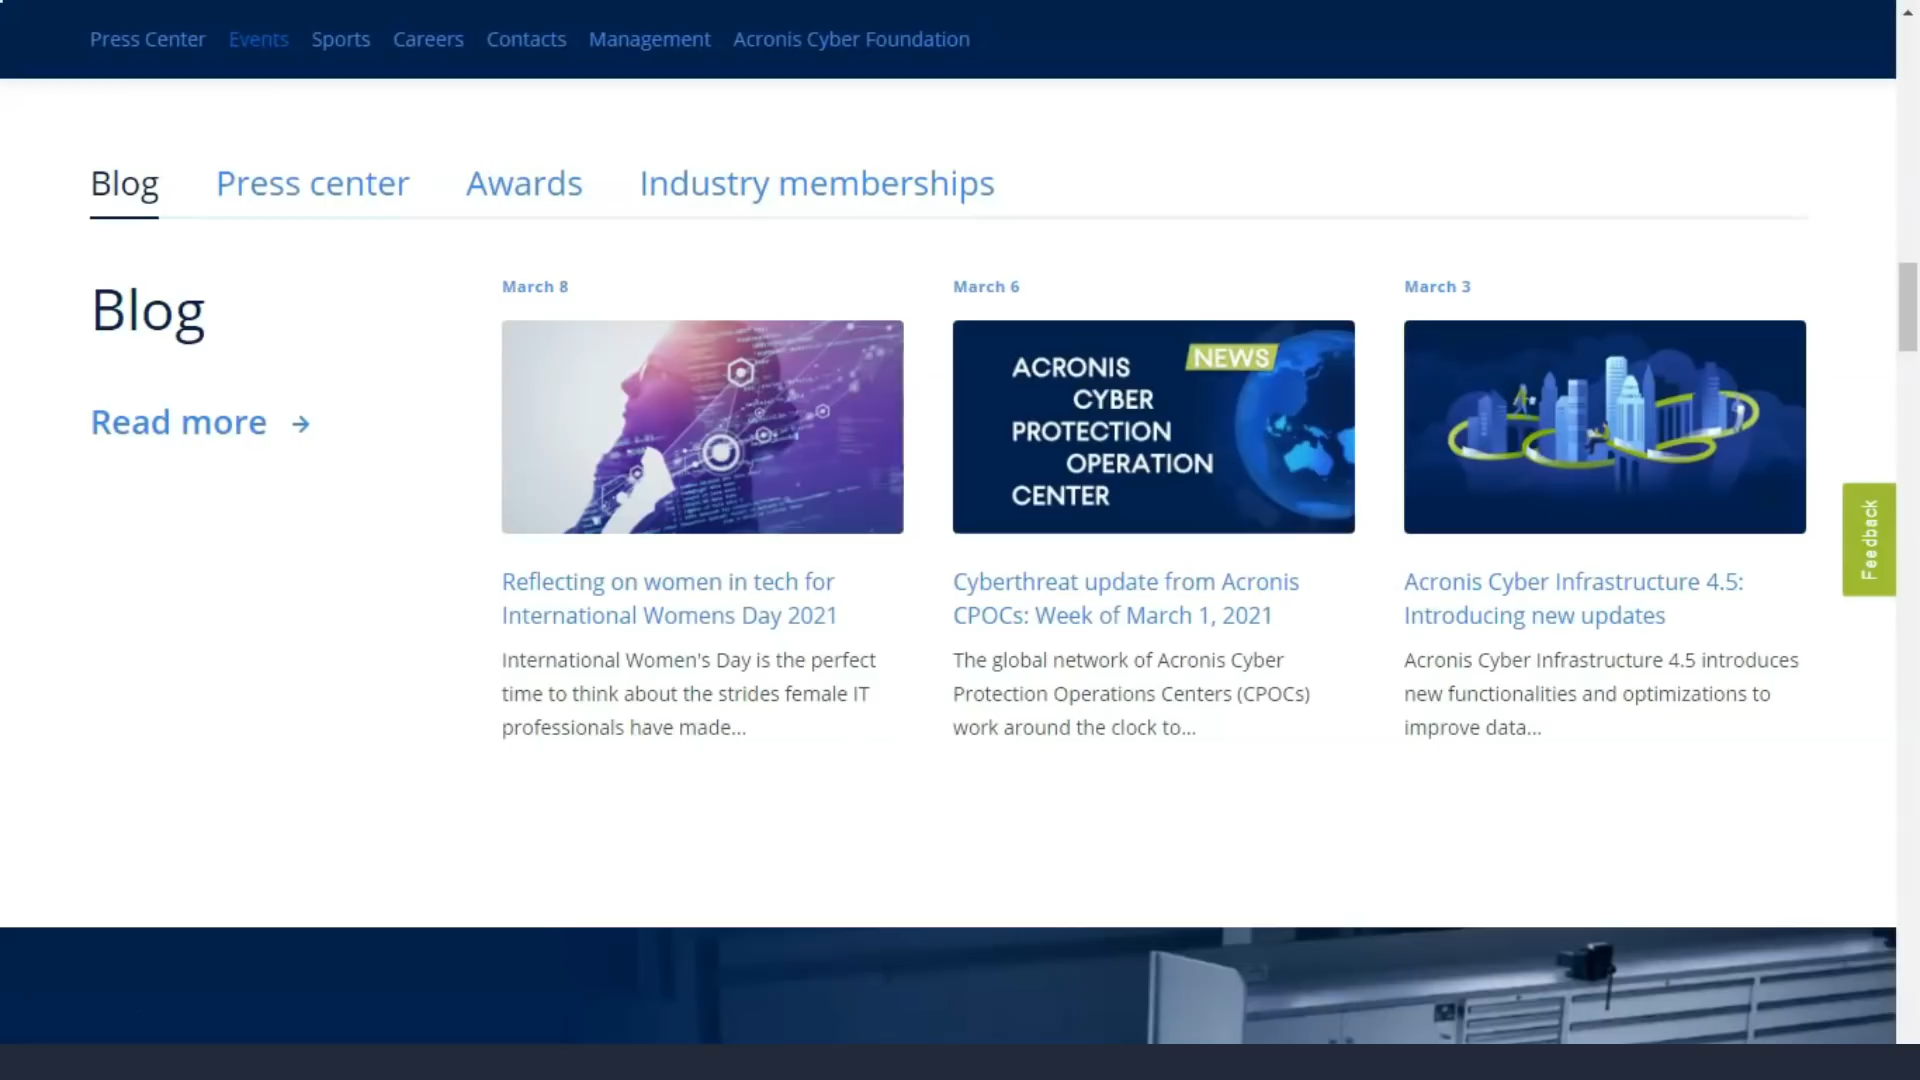 Press Center Events Sports Careers Contacts Management Acronis Cyber Foundation
Blog Press center Awards Industry memberships
Blog
Read more →
March 8
Reflecting on women in tech for
International Womens Day 2021
International Women's Day is the perfect
time to think about the strides female IT
professionals have made...
March 6
NEWS
ACRONIS
CYBER
PROTECTION
OPERATION
CENTER
Cyberthreat update from Acronis
CPOCs: Week of March 1, 2021
The global network of Acronis Cyber
Protection Operations Centers (CPOCs)
work around the clock to...
March 3
Acronis Cyber Infrastructure 4.5:
Introducing new updates
Acronis Cyber Infrastructure 4.5 introduces
new functionalities and optimizations to
improve data...
Feedback